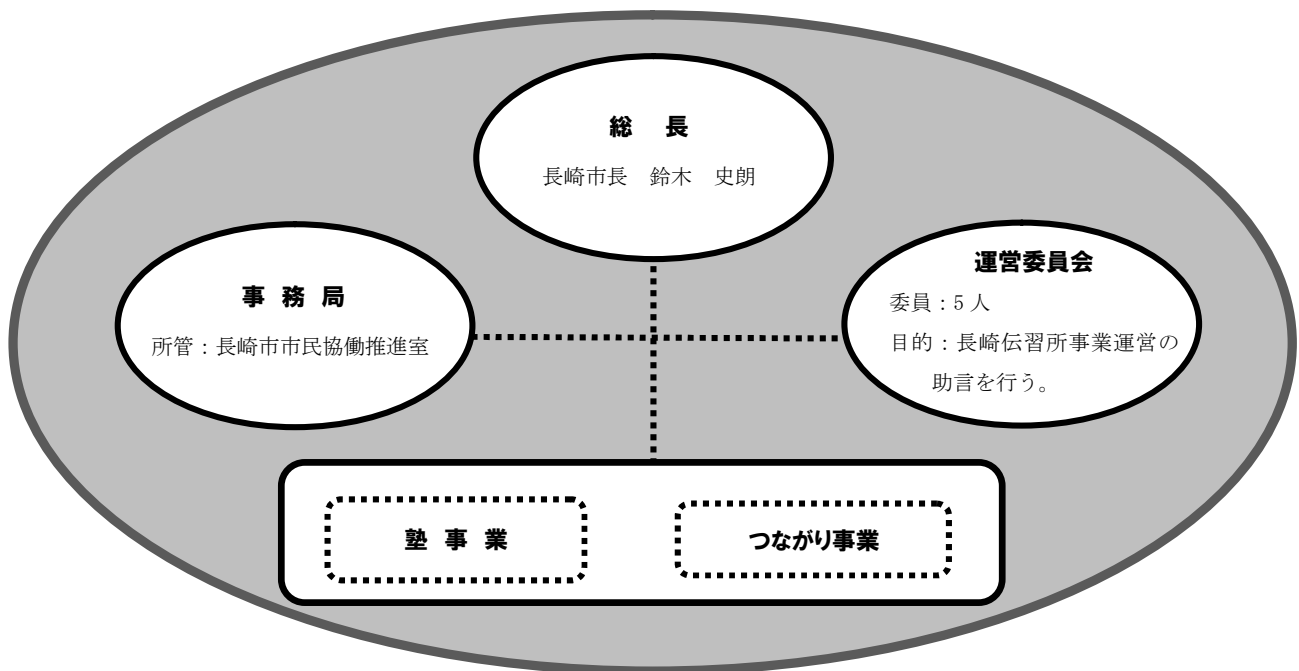 総　長
長崎市長　鈴木　史朗
事 務 局
所管：長崎市市民協働推進室
運営委員会
委員：5 人
目的：長崎伝習所事業運営の
助言を行う。
塾 事 業
つながり事業